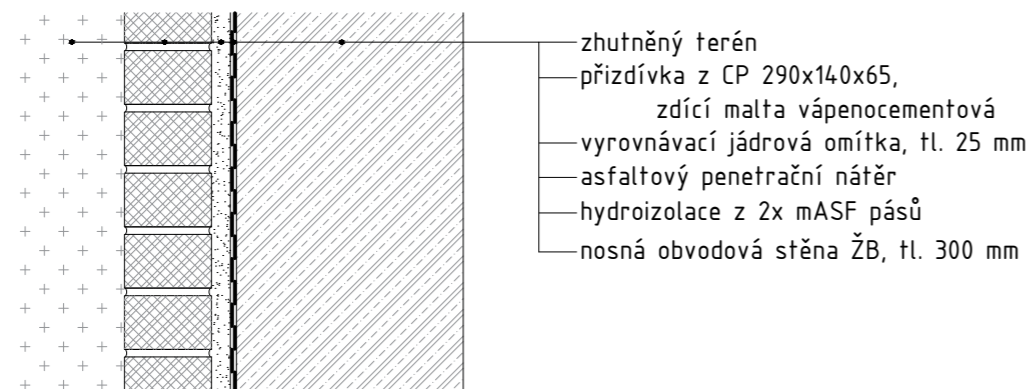 zhutněný terén
přizdívka z CP 290x140x65,
zdící malta vápenocementová
vyrovnávací jádrová omítka, tl. 25 mm
asfaltový penetrační nátěr
hydroizolace z 2x mASF pásů
nosná obvodová stěna ŽB, tl. 300 mm